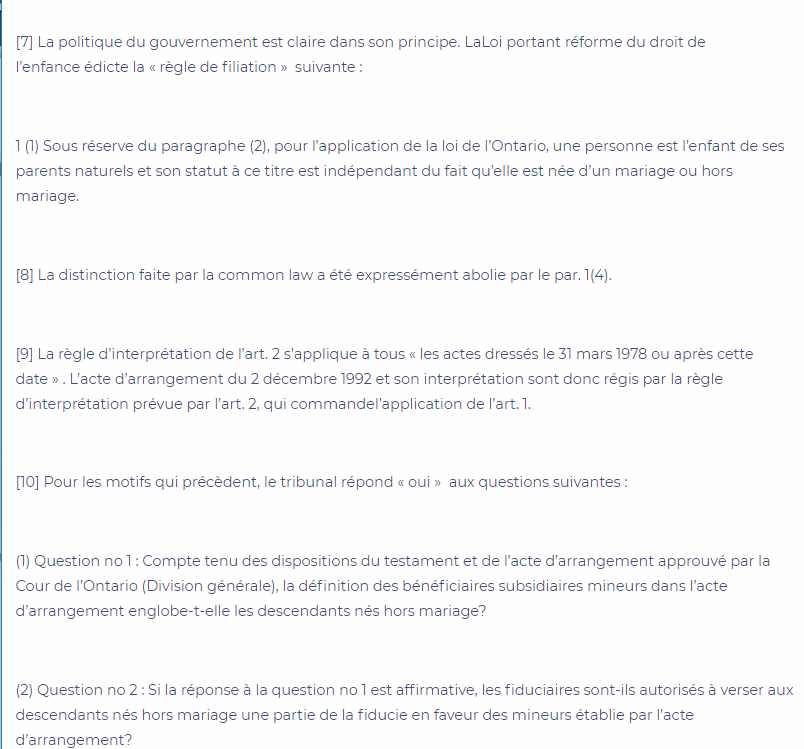 [7] La politique du gouvernement est claire dans son principe. LaLoi portant réforme du droit de
l'enfance édicte la « règle de filiation »  suivante :
1 (1) Sous réserve du paragraphe (2), pour l'application de la loi de l'Ontario, une personne est l'enfant de ses
parents naturels et son statut à ce titre est indépendant du fait qu'elle est née d'un mariage ou hors
mariage.
[8] La distinction faite par la common law a été expressément abolie par le par. 1(4).
[9] La règle d'interprétation de l'art. 2 s'applique à tous « les actes dressés le 31 mars 1978 ou après cette
date » . L'acte d'arrangement du 2 décembre 1992 et son interprétation sont donc régis par la règle
d'interprétation prévue par l'art. 2, qui commandel'application de l'art. 1.
[10] Pour les motifs qui précèdent, le tribunal répond « oui »  aux questions suivantes :
(1) Question no 1 : Compte tenu des dispositions du testament et de l'acte d'arrangement approuvé par la
Cour de l'Ontario (Division générale), la définition des bénéficiaires subsidiaires mineurs dans l'acte
d'arrangement englobe-t-elle les descendants nés hors mariage?
(2) Question no 2 : Si la réponse à la question no 1 est affirmative, les fiduciaires sont-ils autorisés à verser aux
descendants nés hors mariage une partie de la fiducie en faveur des mineurs établie par l'acte
d'arrangement?